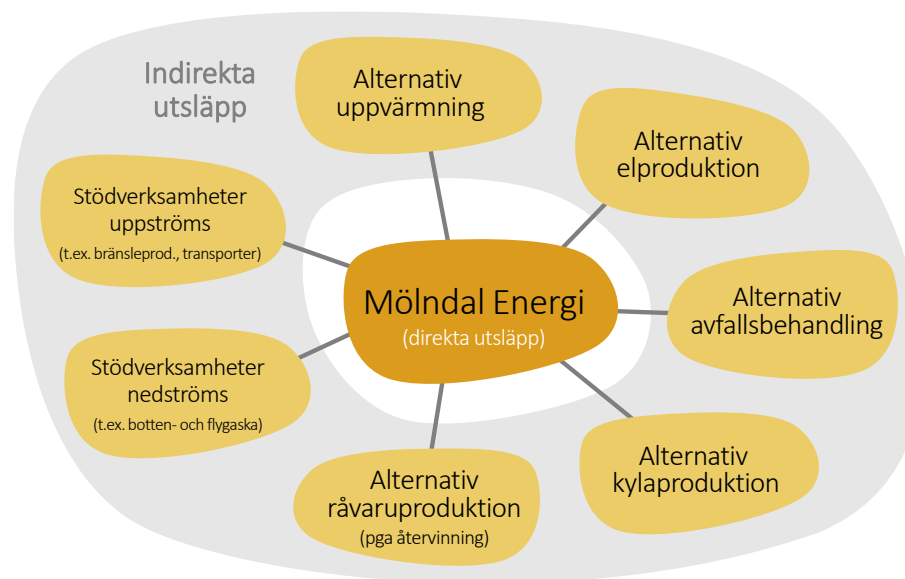 Indirekta
utsläpp
Alternativ
uppvärmning
Alternativ
elproduktion
Stödverksamheter
uppströms
(t.ex. bränsleprod., transporter)
Mölndal Energi
(direkta utsläpp)
Alternativ
avfallsbehandling
Stödverksamheter
nedströms
(t.ex. botten- och flygaska)
Alternativ
kylaproduktion
Alternativ
råvaruproduktion
(pga återvinning)